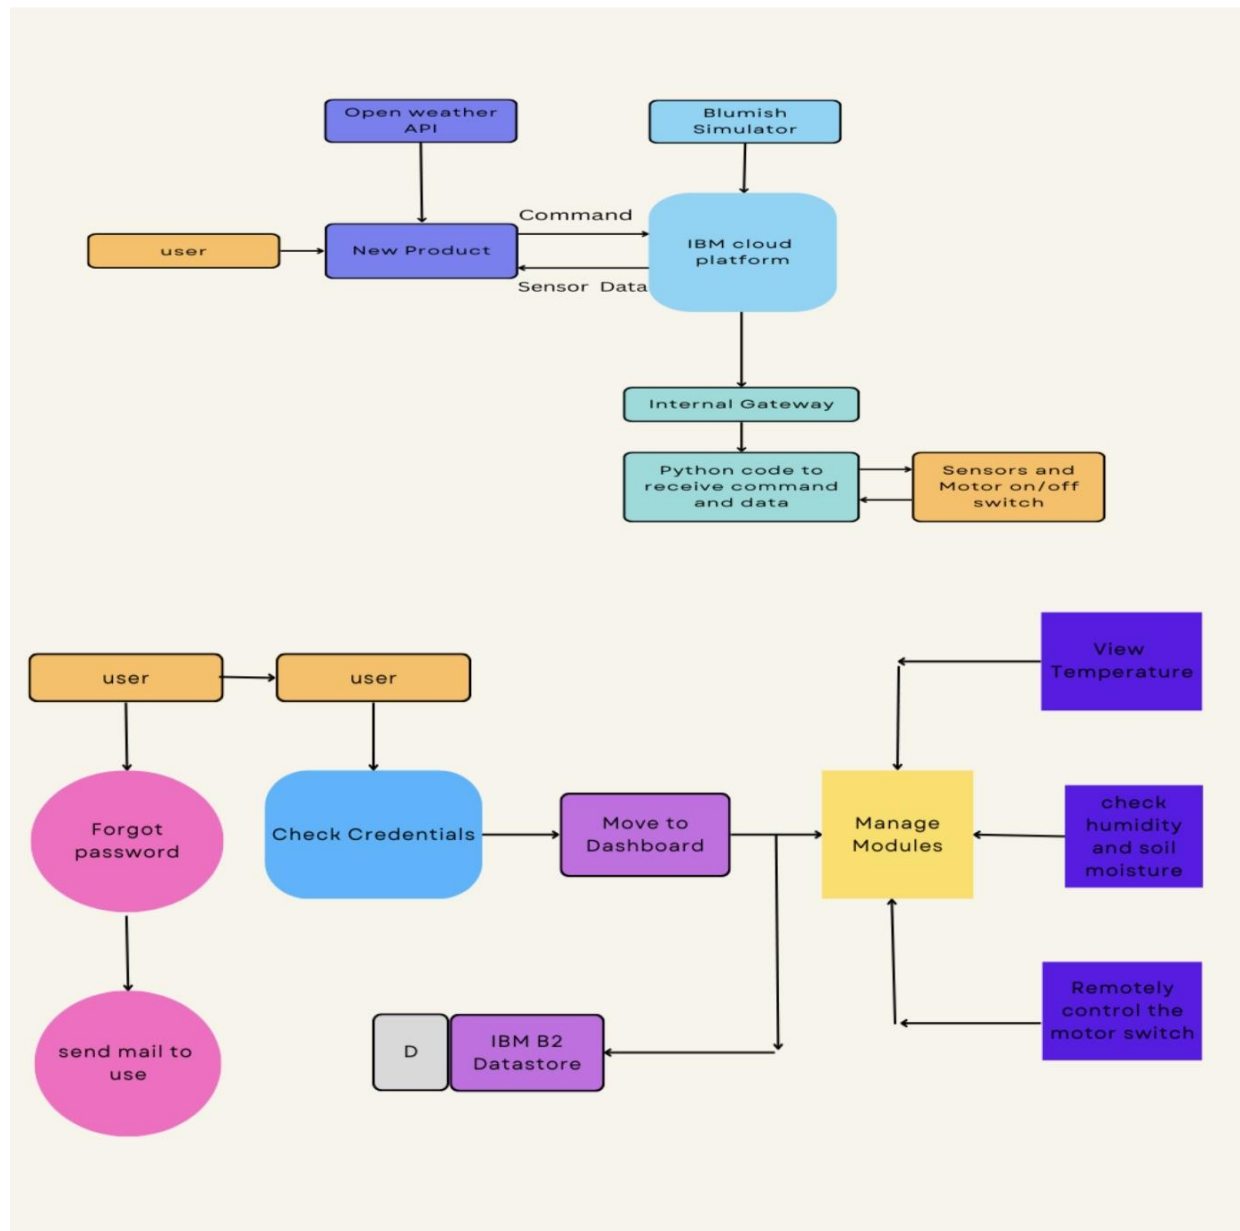 Open weather
API
Blumish
Simulator
Command
user
New Product
IBM cloud
platform
Sensor Data
Internal Gateway
Python code to
receive command
and data
Sensors and
Motor on/off
switch
user
user
View
Temperature
Forgot
password
Check Credentials
Move to
Dashboard
Manage
Modules
check
humidity
and soil
moisture
send mail to
use
D
IBM B2
Datastore
Remotely
control the
motor switch